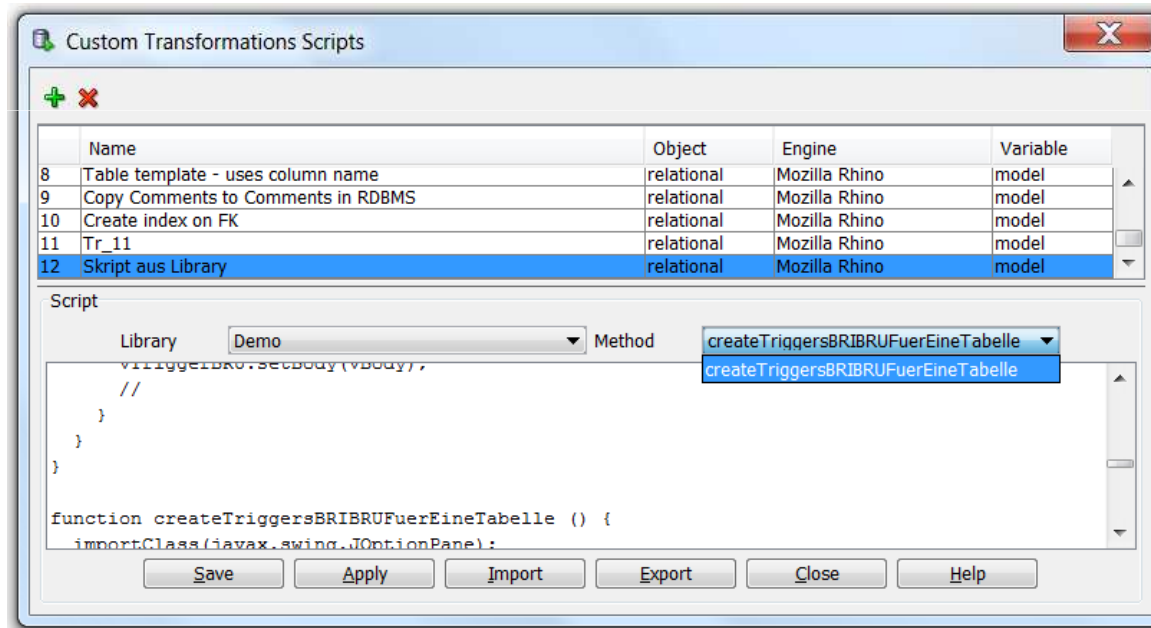 Custom Transformations Scripts
Name Object Engine Variable
8 Table template - uses column name relational Mozilla Rhino model
9 Copy Comments to Comments in RDBMS relational Mozilla Rhino model
10 Create index on FK relational Mozilla Rhino model
11 Tr_11 relational Mozilla Rhino model
12 Skript aus Library relational Mozilla Rhino model
Script
Library Demo Method createTriggersBRIBRUFuerEineTabelle
createTriggersBRIBRUFuerEineTabelle
vTriggerBRU.setBody(vBody);
//
}
}
}
function createTriggersBRIBRUFuerEineTabelle () {
importClass(javax.swing.JOptionPane);
Save Apply Import Export Close Help